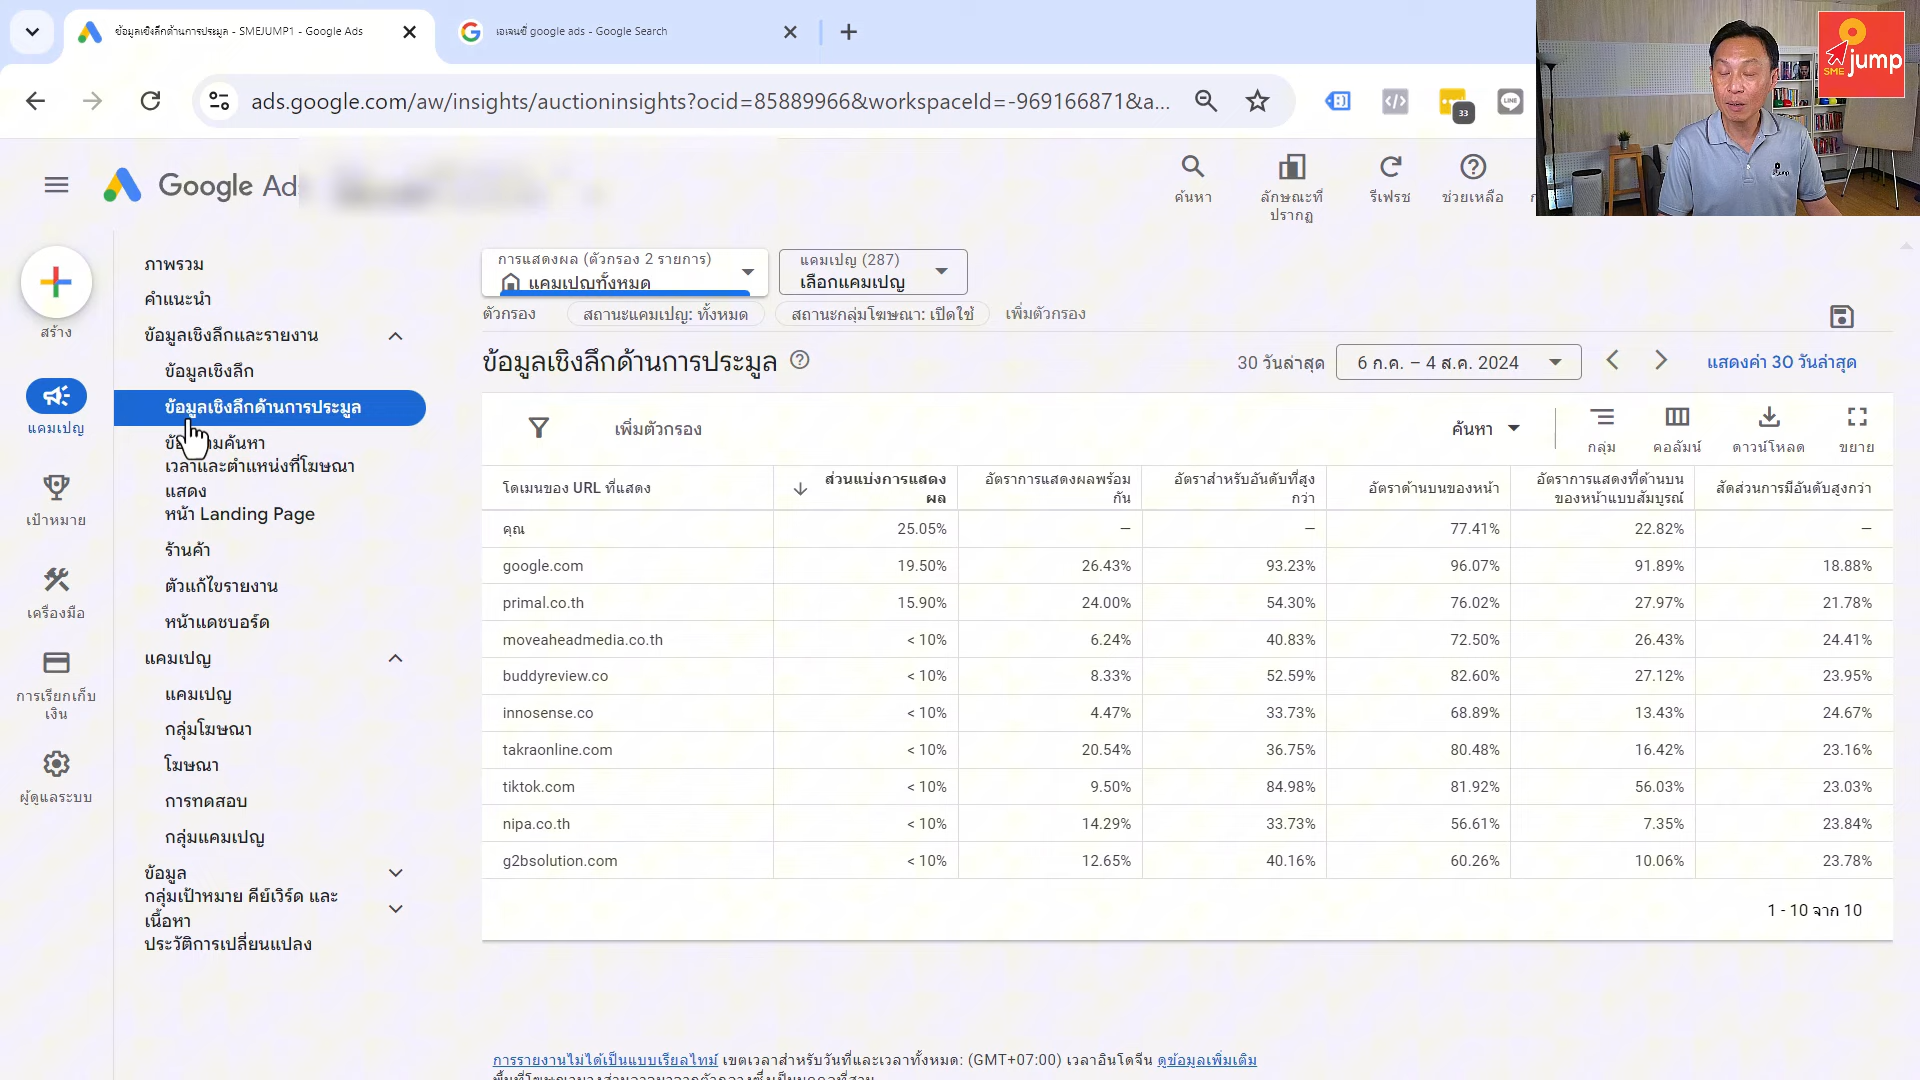 ข้อมูลเชิงลึกด้านการประมูล - SMEJUMP1 - Google Ads
เอเจนซี่ google ads - Google Search
ads.google.com/aw/insights/auctioninsights?ocid=85889966&workspaceId=-969166871&a...
33
LINE
SME jump
Google Ad
ค้นหา
ลักษณะที่
ปรากฏ
รีเฟรช
ช่วยเหลือ
สร้าง
แคมเปญ
เป้าหมาย
เครื่องมือ
การเรียกเก็บ
เงิน
ผู้ดูแลระบบ
ภาพรวม
คำแนะนำ
ข้อมูลเชิงลึกและรายงาน
ข้อมูลเชิงลึก
ข้อมูลเชิงลึกด้านการประมูล
เวลาและตำแหน่งที่โฆษณา
แสดง
หน้า Landing Page
ร้านค้า
ตัวแก้ไขรายงาน
หน้าแดชบอร์ด
แคมเปญ
แคมเปญ
กลุ่มโฆษณา
โฆษณา
การทดสอบ
กลุ่มแคมเปญ
ข้อมูล
กลุ่มเป้าหมาย คีย์เวิร์ด และ
เนื้อหา
ประวัติการเปลี่ยนแปลง
การแสดงผล (ตัวกรอง 2 รายการ)
แคมเปญทั้งหมด
แคมเปญ (287)
เลือกแคมเปญ
ตัวกรอง สถานะแคมเปญ: ทั้งหมด สถานะกลุ่มโฆษณา: เปิดใช้ เพิ่มตัวกรอง
ข้อมูลเชิงลึกด้านการประมูล
30 วันล่าสุด 6 ก.ค. – 4 ส.ค. 2024 แสดงค่า 30 วันล่าสุด
เพิ่มตัวกรอง ค้นหา กลุ่ม คอลัมน์ ดาวน์โหลด ขยาย
โดเมนของ URL ที่แสดง
ส่วนแบ่งการแสดง
ผล
อัตราการแสดงผลพร้อม
กัน
อัตราสำหรับอันดับที่สูง
กว่า
อัตราด้านบนของหน้า
อัตราการแสดงที่ด้านบน
ของหน้าแบบสัมบูรณ์
สัดส่วนการมีอันดับสูงกว่า
คุณ 25.05% — — 77.41% 22.82% —
google.com 19.50% 26.43% 93.23% 96.07% 91.89% 18.88%
primal.co.th 15.90% 24.00% 54.30% 76.02% 27.97% 21.78%
moveaheadmedia.co.th < 10% 6.24% 40.83% 72.50% 26.43% 24.41%
buddyreview.co < 10% 8.33% 52.59% 82.60% 27.12% 23.95%
innosense.co < 10% 4.47% 33.73% 68.89% 13.43% 24.67%
takraonline.com < 10% 20.54% 36.75% 80.48% 16.42% 23.16%
tiktok.com < 10% 9.50% 84.98% 81.92% 56.03% 23.03%
nipa.co.th < 10% 14.29% 33.73% 56.61% 7.35% 23.84%
g2bsolution.com < 10% 12.65% 40.16% 60.26% 10.06% 23.78%
1 - 10 จาก 10
การรายงานไม่ได้เป็นแบบเรียลไทม์ เขตเวลาสำหรับวันที่และเวลาทั้งหมด: (GMT+07:00) เวลาอินโดจีน ดูข้อมูลเพิ่มเติม